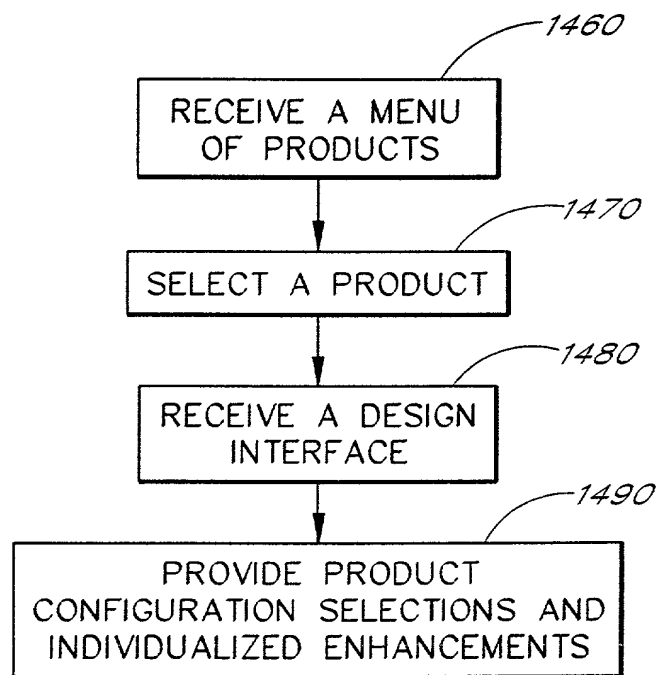 1460
RECEIVE A MENU
OF PRODUCTS
1470
SELECT A PRODUCT
1480
RECEIVE A DESIGN
INTERFACE
1490
PROVIDE PRODUCT
CONFIGURATION SELECTIONS AND
INDIVIDUALIZED ENHANCEMENTS